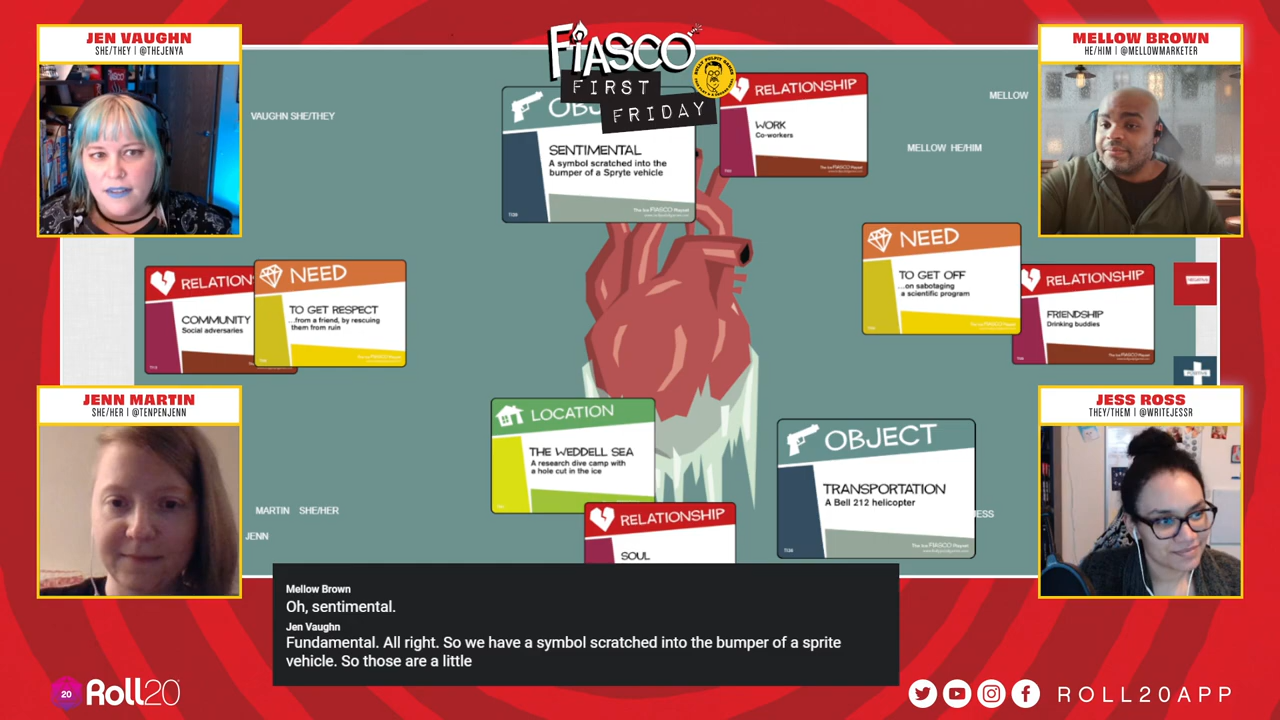 JEN VAUGHN
SHE/THEY | @THEJENYA
FIASCO
FIRST
FRIDAY
MELLOW BROWN
HE/HIM | @MELLOWMARKETER
VAUGHN SHE/THEY
MELLOW
MELLOW HE/HIM
OBJ
SENTIMENTAL
A symbol scratched into the
bumper of a Spryte vehicle
RELATIONSHIP
WORK
Co-workers
RELATION
COMMUNITY
Social adversaries
NEED
TO GET RESPECT
...from a friend, by rescuing
them from ruin
NEED
TO GET OFF
...on sabotaging
a scientific program
RELATIONSHIP
FRIENDSHIP
Drinking buddies
JENN MARTIN
SHE/HER | @TENPENJENN
JESS ROSS
THEY/THEM | @WRITEJESSR
LOCATION
THE WEDDELL SEA
A research dive camp with
a hole cut in the ice
OBJECT
TRANSPORTATION
A Bell 212 helicopter
RELATIONSHIP
SOUL
MARTIN SHE/HER
JENN
JESS
Mellow Brown
Oh, sentimental.
Jen Vaughn
Fundamental. All right. So we have a symbol scratched into the bumper of a sprite
vehicle. So those are a little
20 Roll20
ROLL20APP